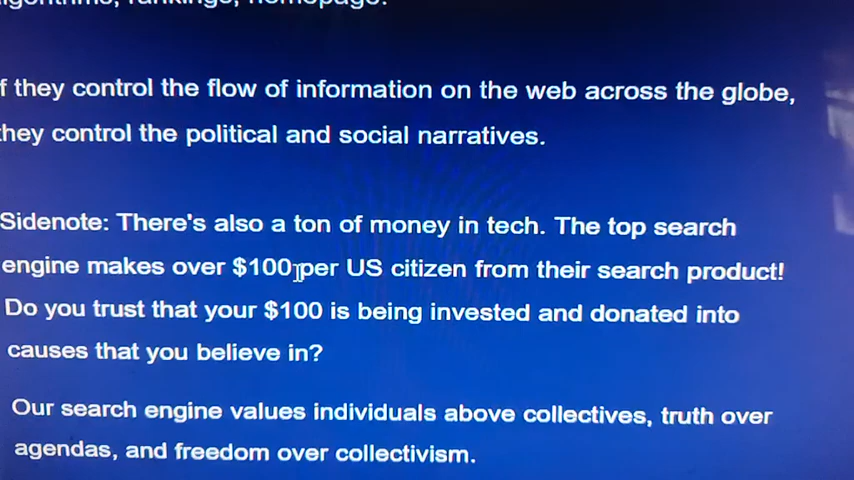 algorithms, rankings, homepage.
f they control the flow of information on the web across the globe,
they control the political and social narratives.
Sidenote: There's also a ton of money in tech. The top search
engine makes over $100 per US citizen from their search product!
Do you trust that your $100 is being invested and donated into
causes that you believe in?
Our search engine values individuals above collectives, truth over
agendas, and freedom over collectivism.